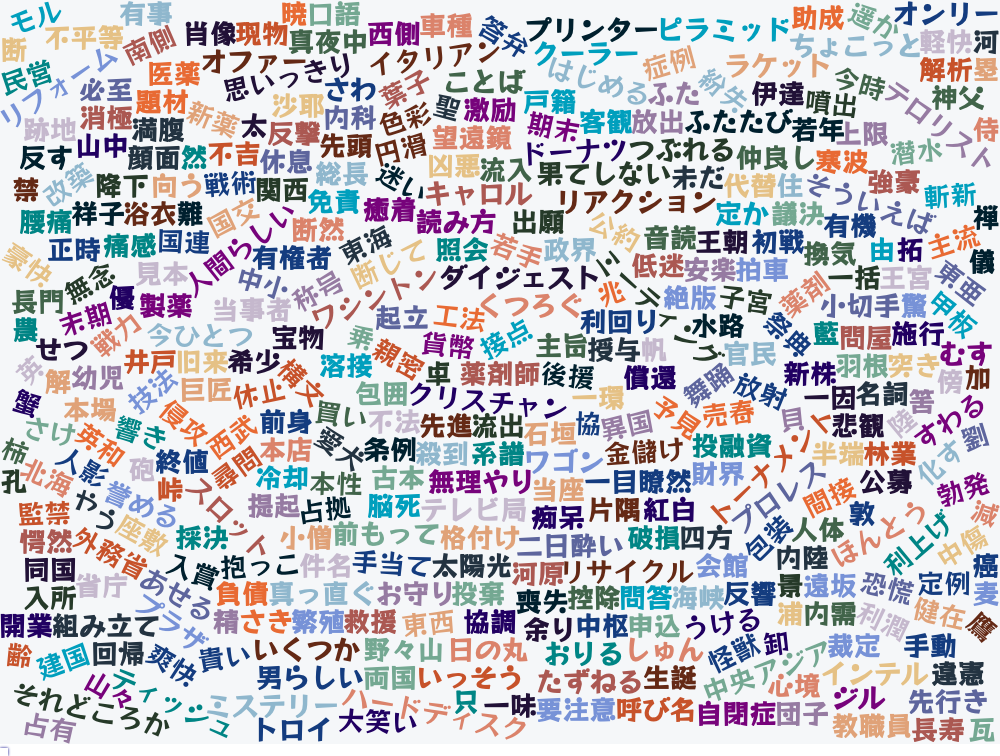 モル
有事
暁
口語
断
不平等
南側
肖像
現物
真夜中
西側
車種
答弁
プリンター
ピラミッド
助成
遥か
オンリー
民営
リフォーム
必至
医薬
オファー
思いっきり
イタリアン
クーラー
はじめる
症例
紛失
ラケット
ちょこっと
軽快
河
解析
塁
消極
題材
新薬
沙耶
さわ
葉子
ことば
聖
激励
戸籍
ふた
伊達
噴出
今時
テロリスト
神父
跡地
山中
満腹
太
反撃
内科
色彩
望遠鏡
期末
客観
放出
ふたたび
若年
上限
侍
反す
顔面
然
不吉
休息
先頭
円滑
凶悪
流入
ドーナツ
つぶれる
仲良し
寒波
潜水
禁
改築
降下
向う
戦術
関西
総長
迷い
キャロル
果てしない
未だ
代替
住
そういえば
強豪
斬新
腰痛
祥子
浴衣
難
国交
人間らしい
断然
免責
癒着
読み方
出願
リアクション
公約
定か
議決
有機
禅
正時
痛感
国連
有権者
東海
断じて
照会
若手
政界
音読
王朝
初戦
換気
由
拓
主流
儀
豪快
無念
見本
中小
称号
ワシントン
ダイジェスト
ミーティング
低迷
安楽
拍車
薬剤
一括
王宮
東亜
長門
優
製薬
当事者
くつろぐ
兆
絶版
子宮
小切手
驚
甲板
農
末期
戦力
今ひとつ
宝物
乗
起立
工法
接点
利回り
水路
祭典
藍
問屋
施行
せつ
井戸
旧来
希少
溶接
親密
貨幣
主旨
授与
帆
官民
羽根
突き
むす
解
幼児
技法
巨匠
休止
横文
包囲
卓
薬剤師
後援
償還
舞踊
放射
新株
一因
名詞
傍
加
蟹
本場
侵攻
西武
前身
買い
不法
クリスチャン
一環
予見
売春
貝
トーナメント
悲観
陸
答
すわる
さけ
英和
響き
愛犬
条例
先進
流出
石垣
協
異国
柿
孔
北海
人影
砲
終値
尋問
本店
殺到
系譜
ワゴン
金儲け
投融資
半端
林業
化す
劉
峠
スロット
冷却
本性
古本
無理やり
当座
一目瞭然
財界
プロレス
間接
公募
勃発
監禁
やう
誉める
座敷
提起
占拠
脳死
テレビ局
痴呆
片隅
紅白
包装
敦
減
愕然
外務省
採決
小僧
前もって
格付け
二日酔い
破損
四方
人体
ほんとう
利上げ
中傷
同国
省庁
あせる
入賞
抱っこ
件名
手当て
太陽光
河原
リサイクル
会館
内陸
癌
入所
プラザ
負債
真っ直ぐ
お守り
投棄
喪失
控除
問答
海峡
反響
景
遠坂
恐慌
定例
麦
開業
組み立て
精
さき
繁殖
救援
東西
協調
余り
中枢
申込
うける
浦
内需
利潤
健在
鷹
齢
建国
回帰
爽快
貴い
いくつか
野々山
日の丸
おりる
しゅん
怪獣
卸
裁定
手動
山々
ティッシュ
男らしい
両国
いっそう
たずねる
生誕
中央アジア
心境
インテル
違憲
それどころか
占有
ミステリー
トロイ
大笑い
ハードディスク
只
一味
要注意
呼び名
自閉症
団子
ジル
先行き
教職員
長寿
瓦